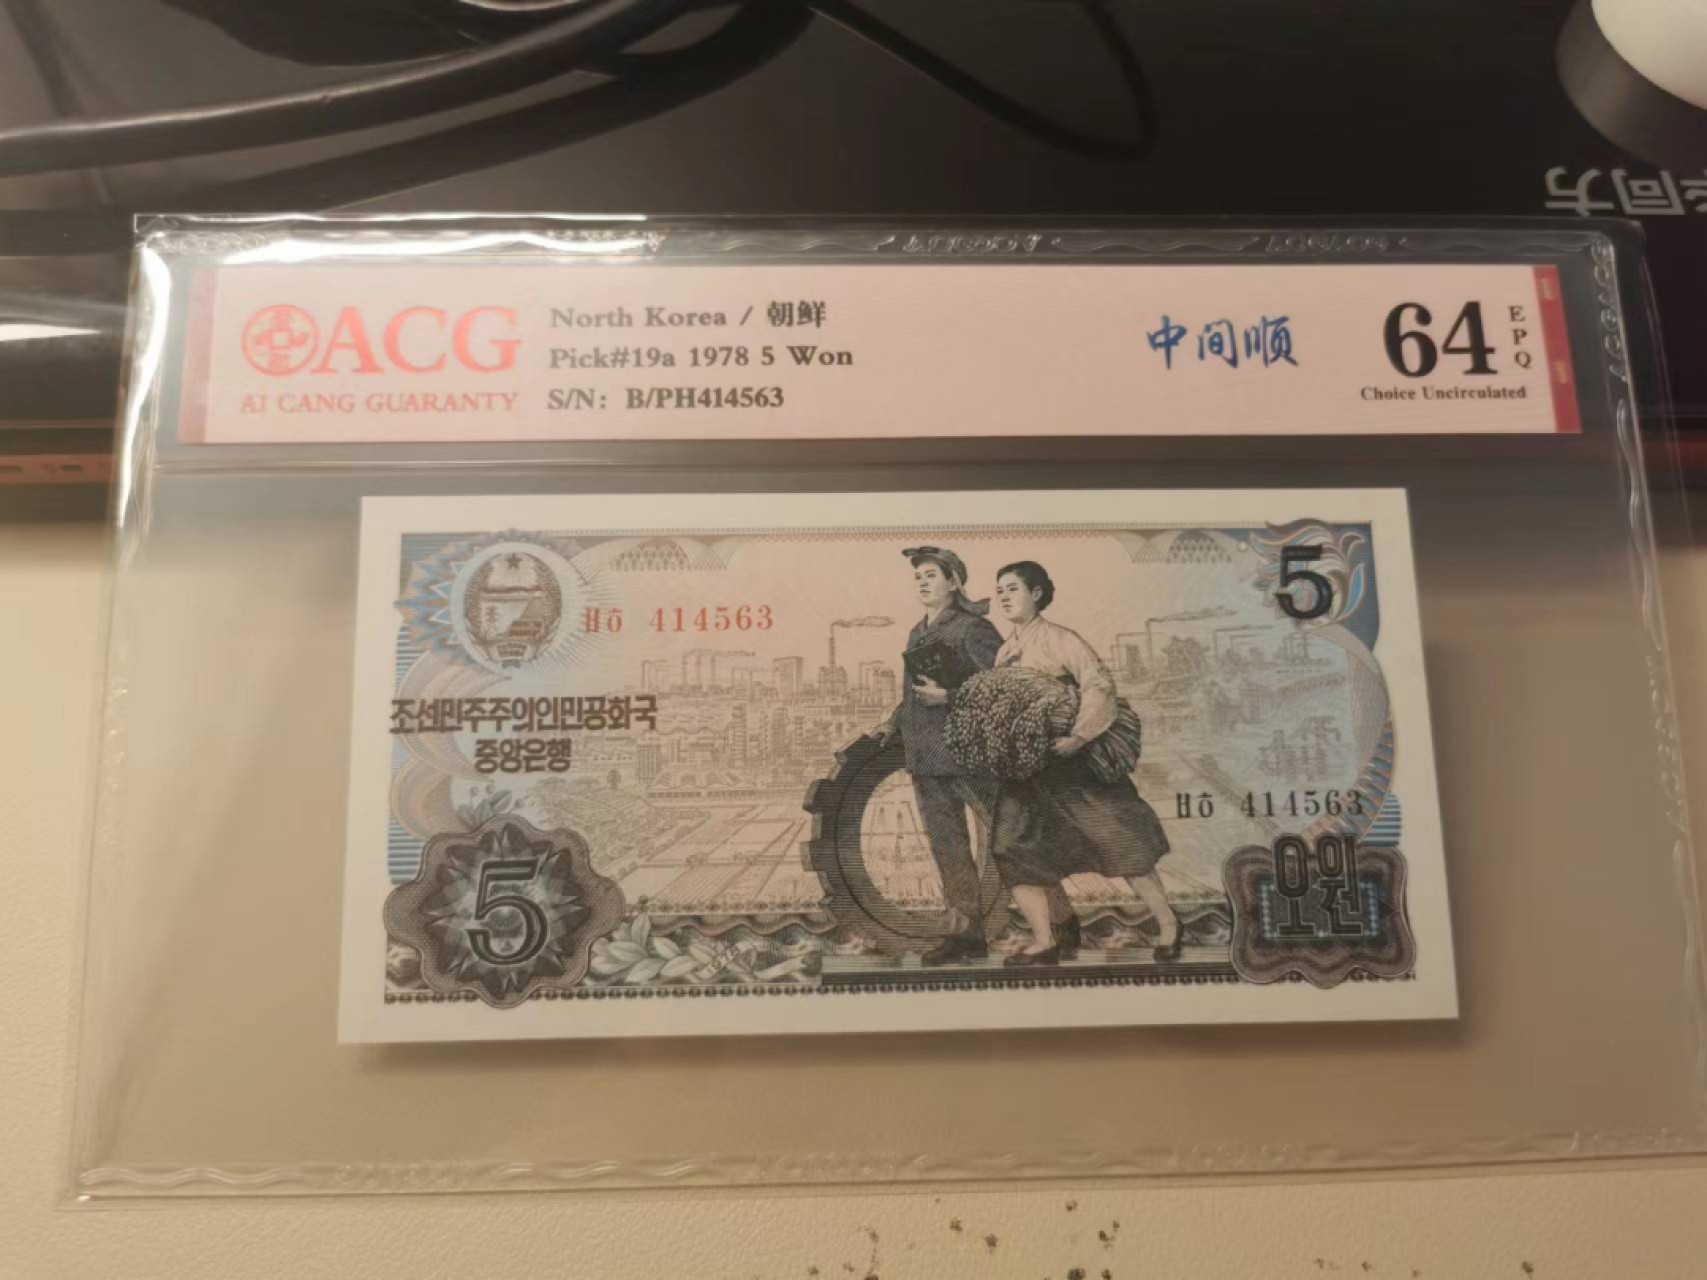 同方
ACG
AI CANG GUARANTY
North Korea / 朝鲜
Pick#19a 1978 5 Won
S/N: B/PH414563
中间顺
64
EPQ
Choice Uncirculated
5
ㅂㅎ 414563
조선민주주의인민공화국
중앙은행
ㅂㅎ 414563
5
오원